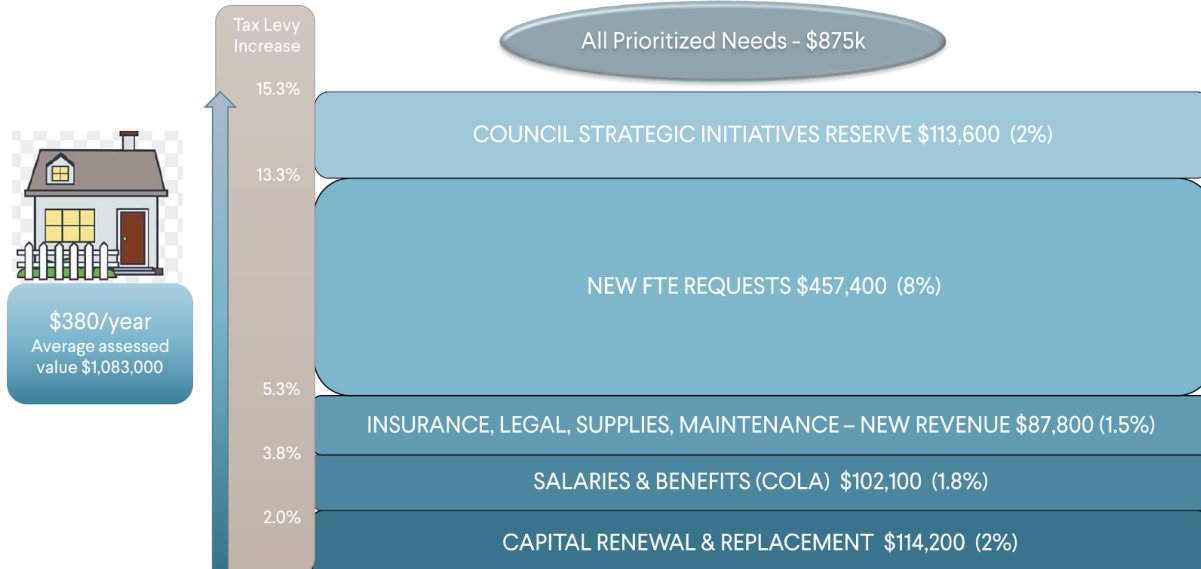 Tax Levy
Increase
All Prioritized Needs - $875k
15.3%
COUNCIL STRATEGIC INITIATIVES RESERVE $113,600 (2%)
13.3%
NEW FTE REQUESTS $457,400 (8%)
$380/year
Average assessed
value $1,083,000
5.3%
INSURANCE, LEGAL, SUPPLIES, MAINTENANCE – NEW REVENUE $87,800 (1.5%)
3.8%
SALARIES & BENEFITS (COLA) $102,100 (1.8%)
2.0%
CAPITAL RENEWAL & REPLACEMENT $114,200 (2%)